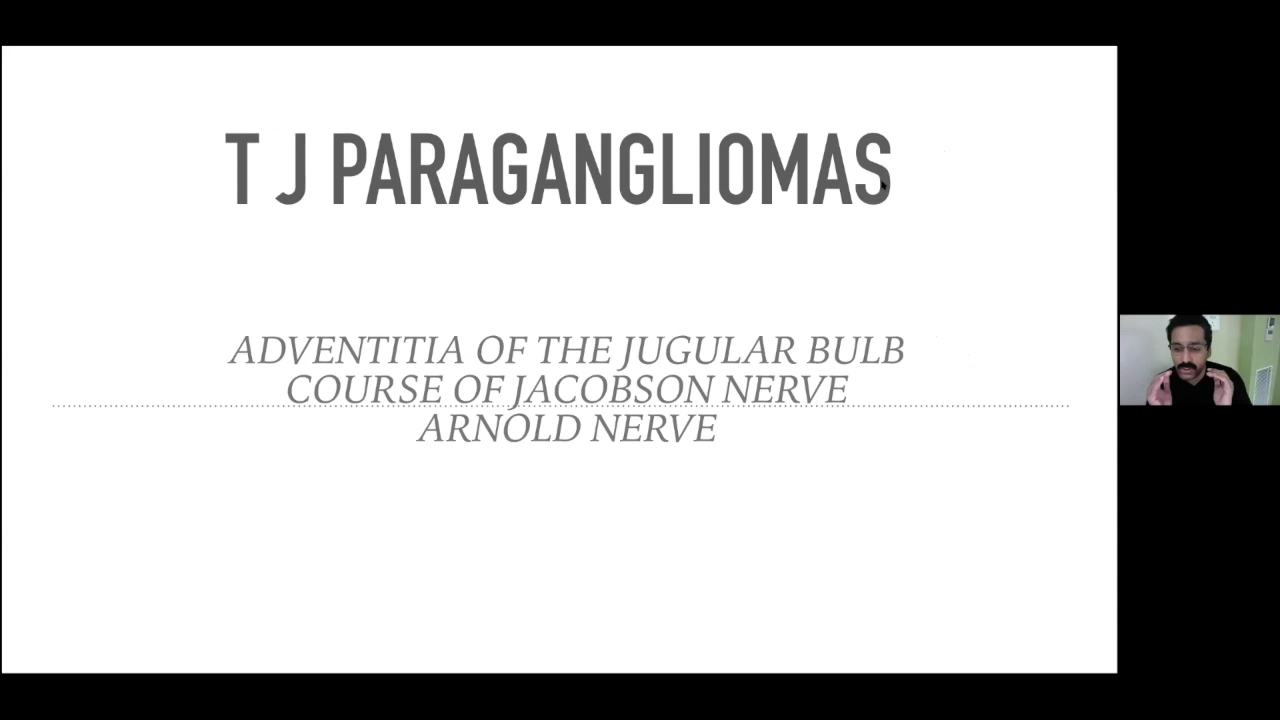 T J PARAGANGLIOMAS
ADVENTITIA OF THE JUGULAR BULB
COURSE OF JACOBSON NERVE
ARNOLD NERVE